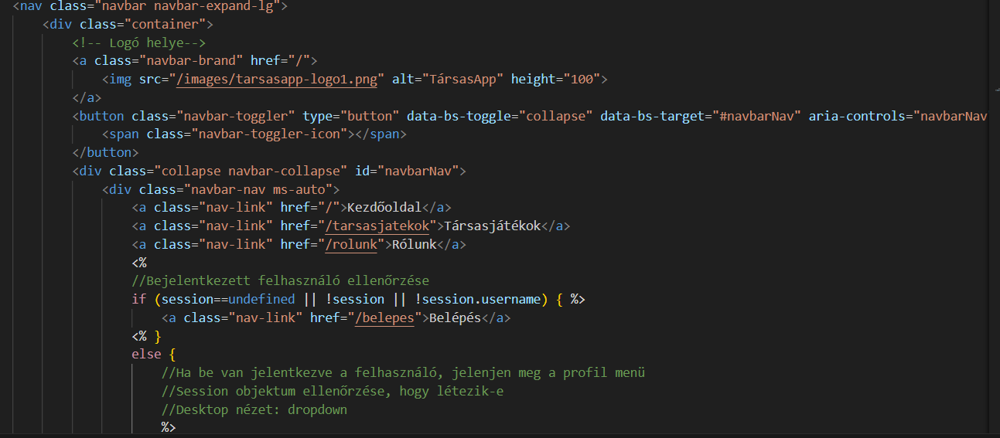 <nav class="navbar navbar-expand-lg">
<div class="container">
<!-- Logó helye-->
<a class="navbar-brand" href="/">
<img src="/images/tarsasapp-logo1.png" alt="TársasApp" height="100">
</a>
<button class="navbar-toggler" type="button" data-bs-toggle="collapse" data-bs-target="#navbarNav" aria-controls="navbarNav
<span class="navbar-toggler-icon"></span>
</button>
<div class="collapse navbar-collapse" id="navbarNav">
<div class="navbar-nav ms-auto">
<a class="nav-link" href="/">Kezdőoldal</a>
<a class="nav-link" href="/tarsasjatekok">Társasjátékok</a>
<a class="nav-link" href="/rolunk">Rólunk</a>
<%
//Bejelentkezett felhasználó ellenőrzése
if (session==undefined || !session || !session.username) { %>
<a class="nav-link" href="/belepes">Belépés</a>
<% }
else {
//Ha be van jelentkezve a felhasználó, jelenjen meg a profil menü
//Session objektum ellenőrzése, hogy létezik-e
//Desktop nézet: dropdown
%>